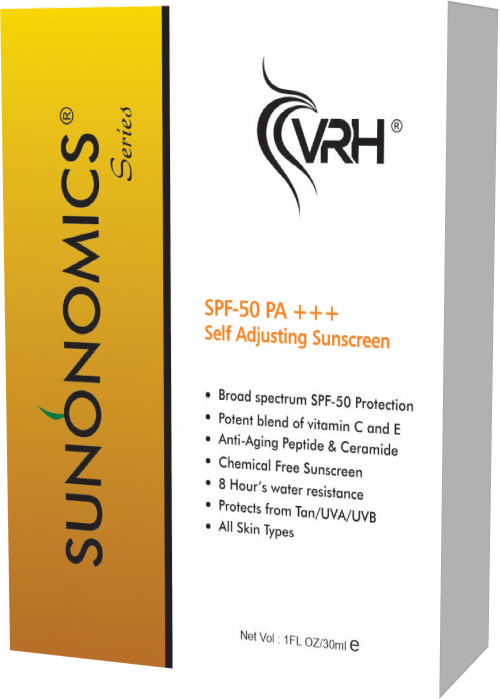 SUNONOMICS®
Series
VRH®
SPF-50 PA +++
Self Adjusting Sunscreen
• Broad spectrum SPF-50 Protection
• Potent blend of vitamin C and E
• Anti-Aging Peptide & Ceramide
• Chemical Free Sunscreen
• 8 Hour's water resistance
• Protects from Tan/UVA/UVB
• All Skin Types
Net Vol : 1FL OZ/30ml e